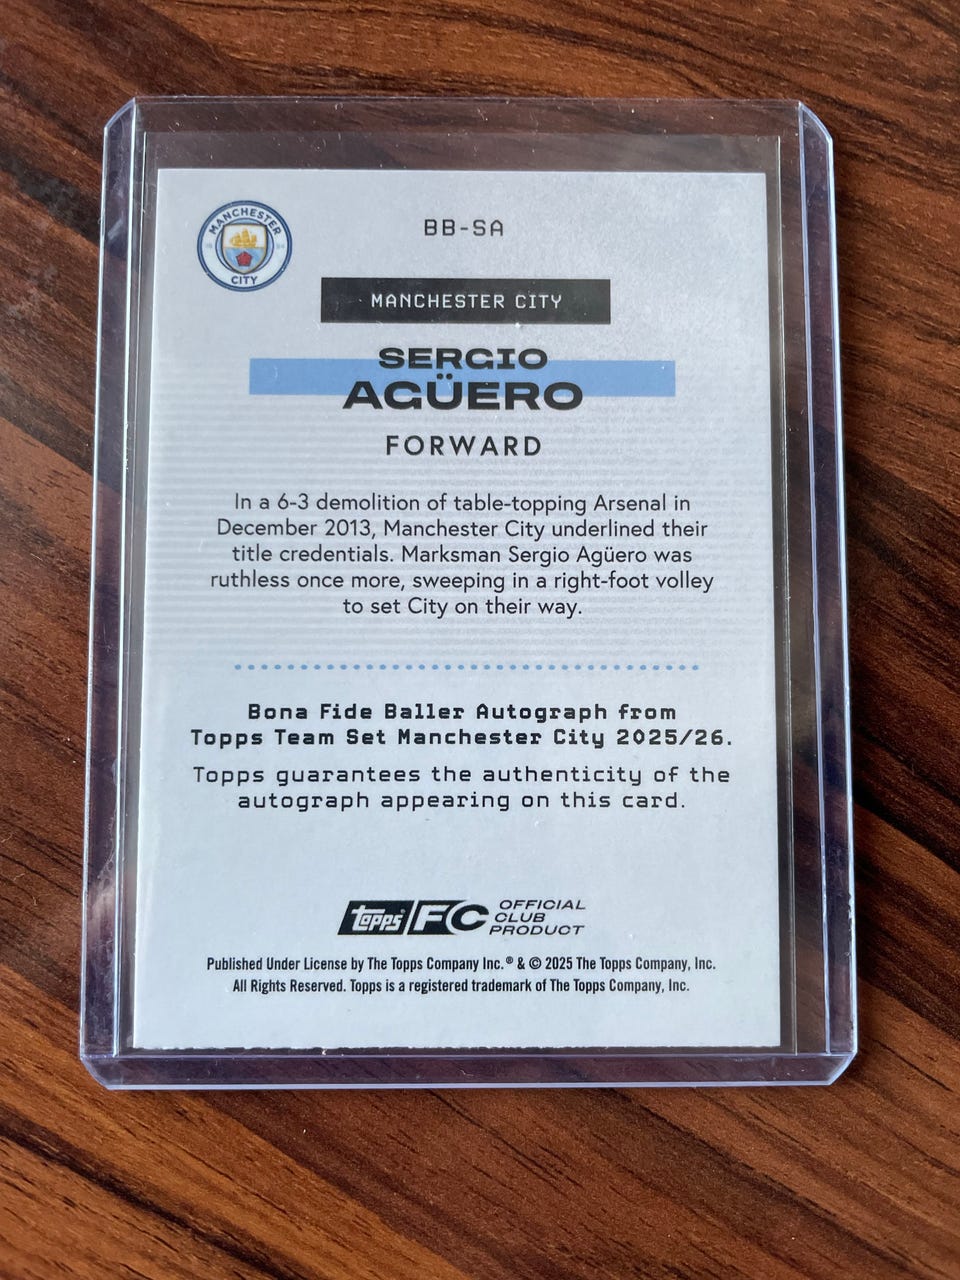 MANCHESTER
CITY
BB-SA
MANCHESTER CITY
SERGIO
AGÜERO
FORWARD
In a 6-3 demolition of table-topping Arsenal in
December 2013, Manchester City underlined their
title credentials. Marksman Sergio Agüero was
ruthless once more, sweeping in a right-foot volley
to set City on their way.
Bona Fide Baller Autograph from
Topps Team Set Manchester City 2025/26.
Topps guarantees the authenticity of the
autograph appearing on this card.
topps® FC OFFICIAL
CLUB
PRODUCT
Published Under License by The Topps Company Inc.® & © 2025 The Topps Company, Inc.
All Rights Reserved. Topps is a registered trademark of The Topps Company, Inc.